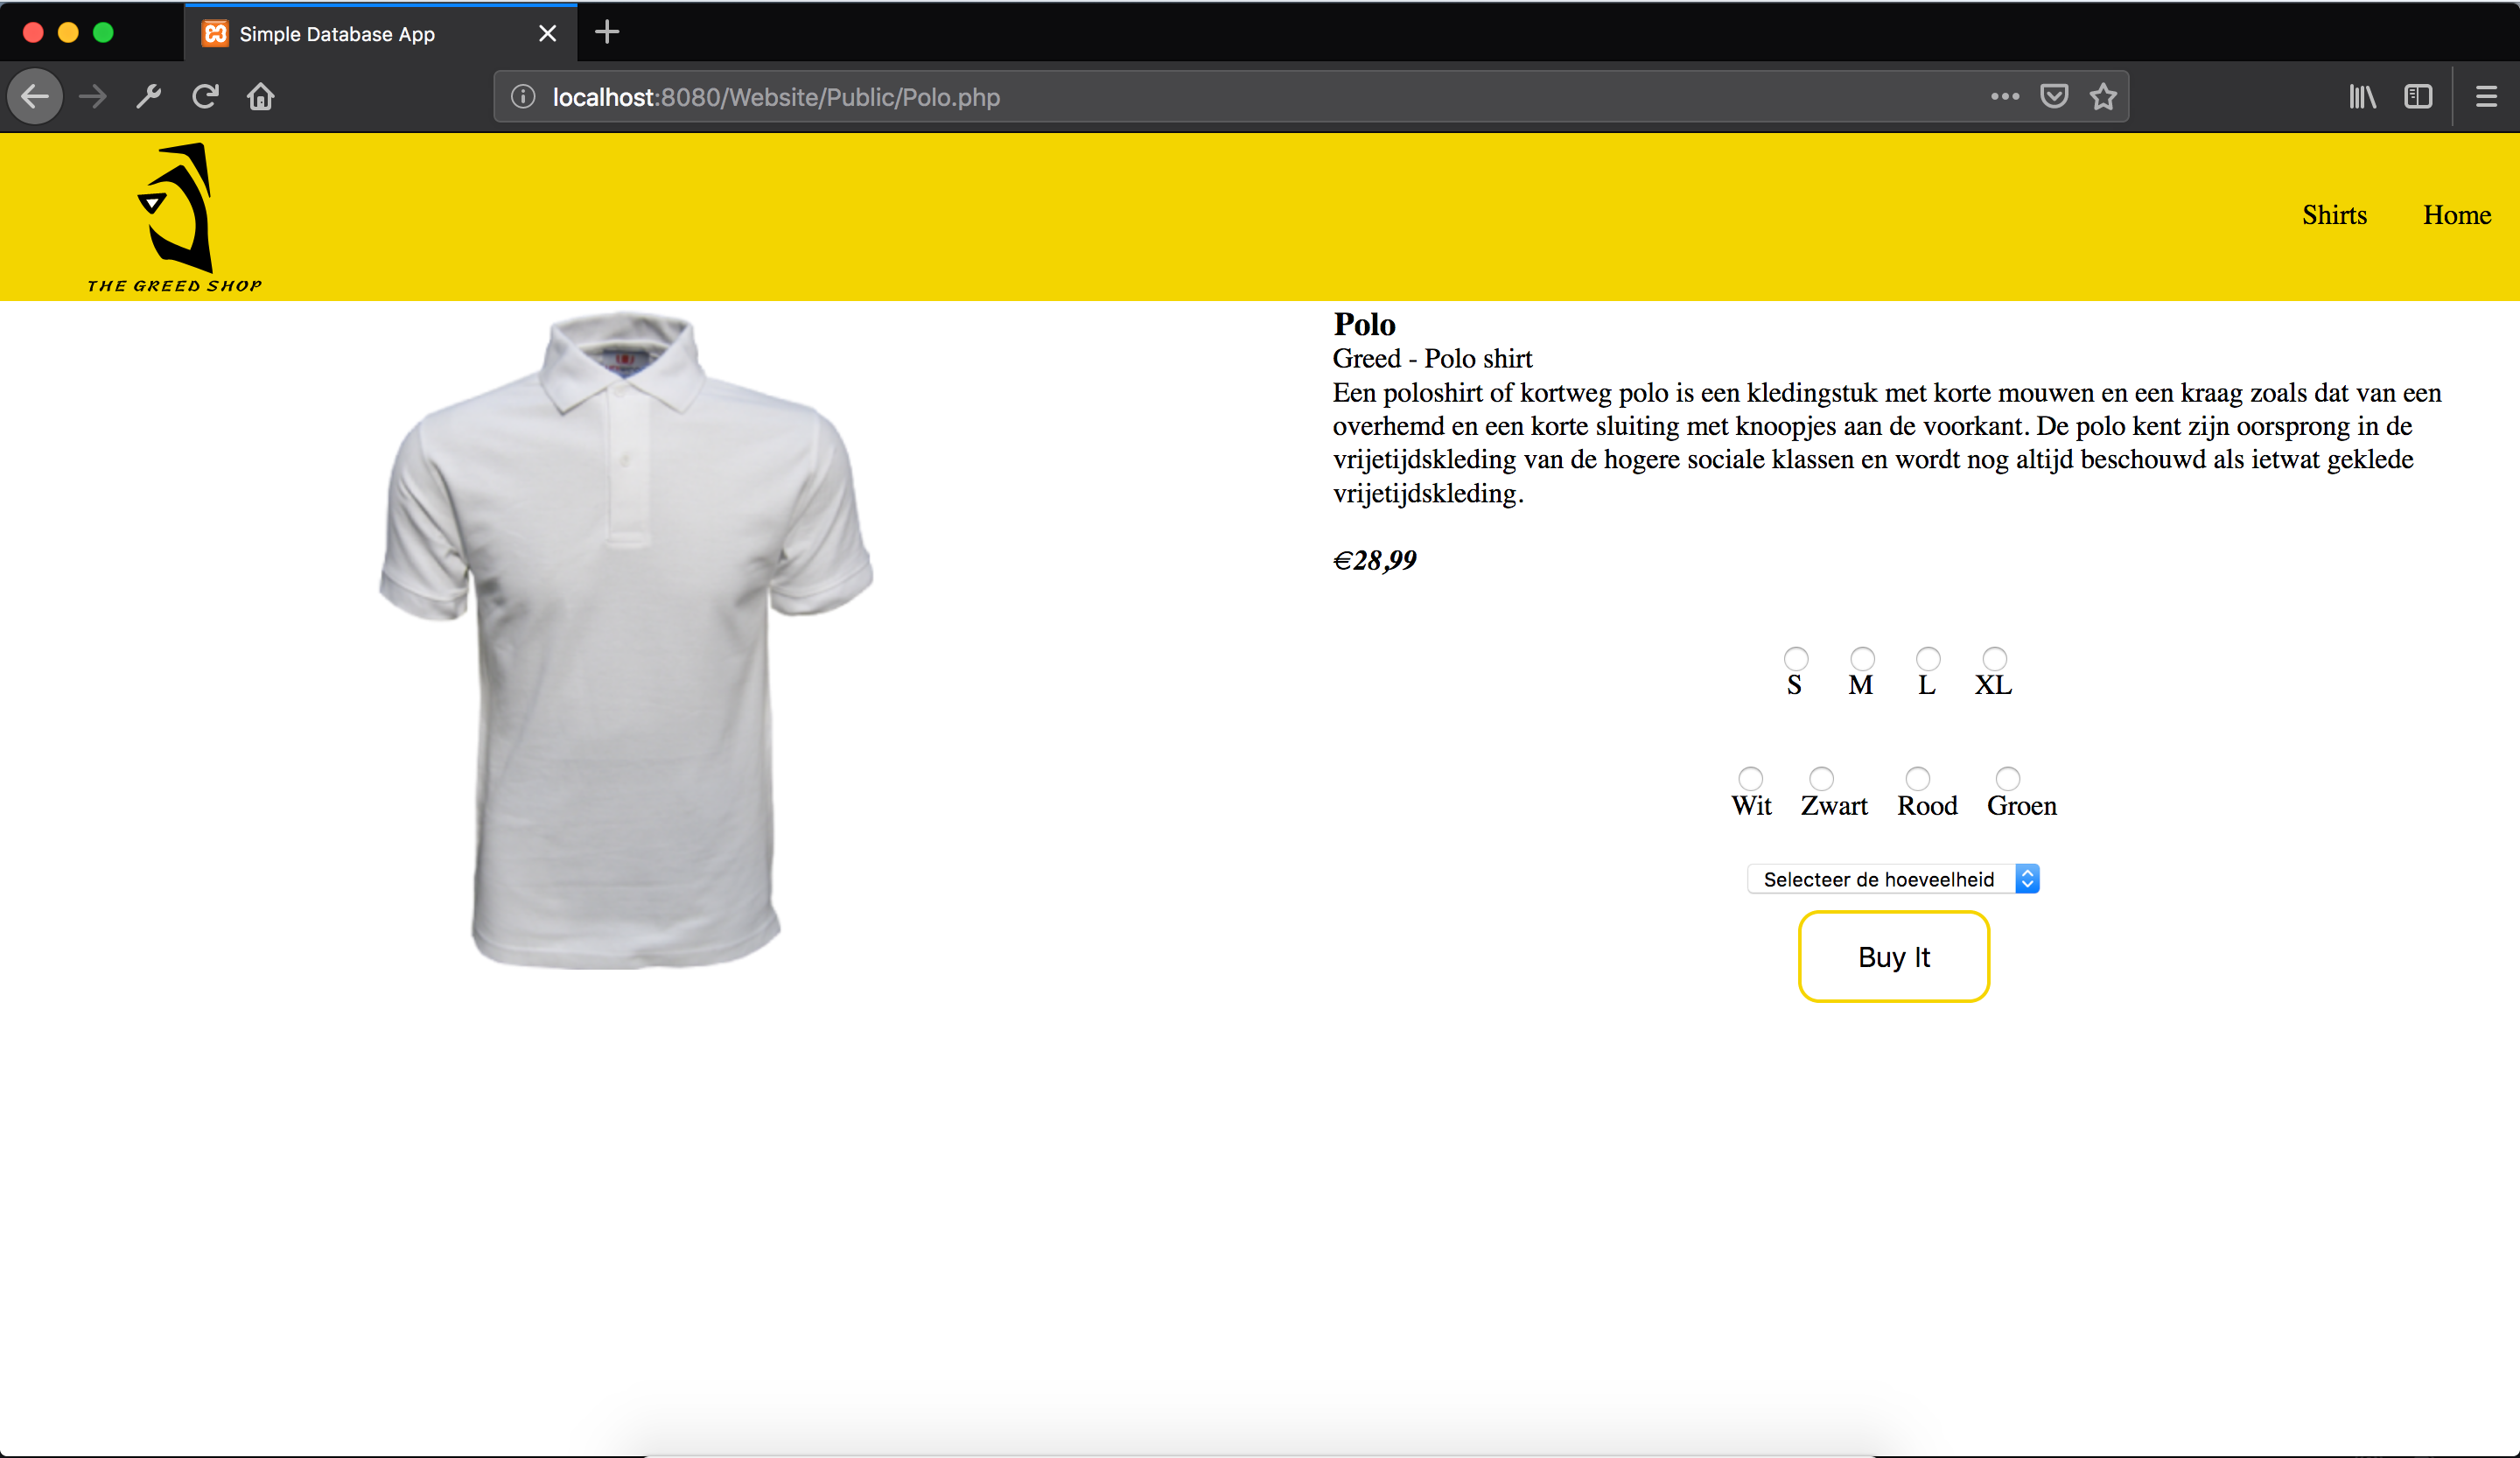 Simple Database App
localhost:8080/Website/Public/Polo.php
THE GREED SHOP
Shirts Home
Polo
Greed - Polo shirt
Een poloshirt of kortweg polo is een kledingstuk met korte mouwen en een kraag zoals dat van een
overhemd en een korte sluiting met knoopjes aan de voorkant. De polo kent zijn oorsprong in de
vrijetijdskleding van de hogere sociale klassen en wordt nog altijd beschouwd als ietwat geklede
vrijetijdskleding.
€28,99
S M L XL
Wit Zwart Rood Groen
Selecteer de hoeveelheid
Buy It